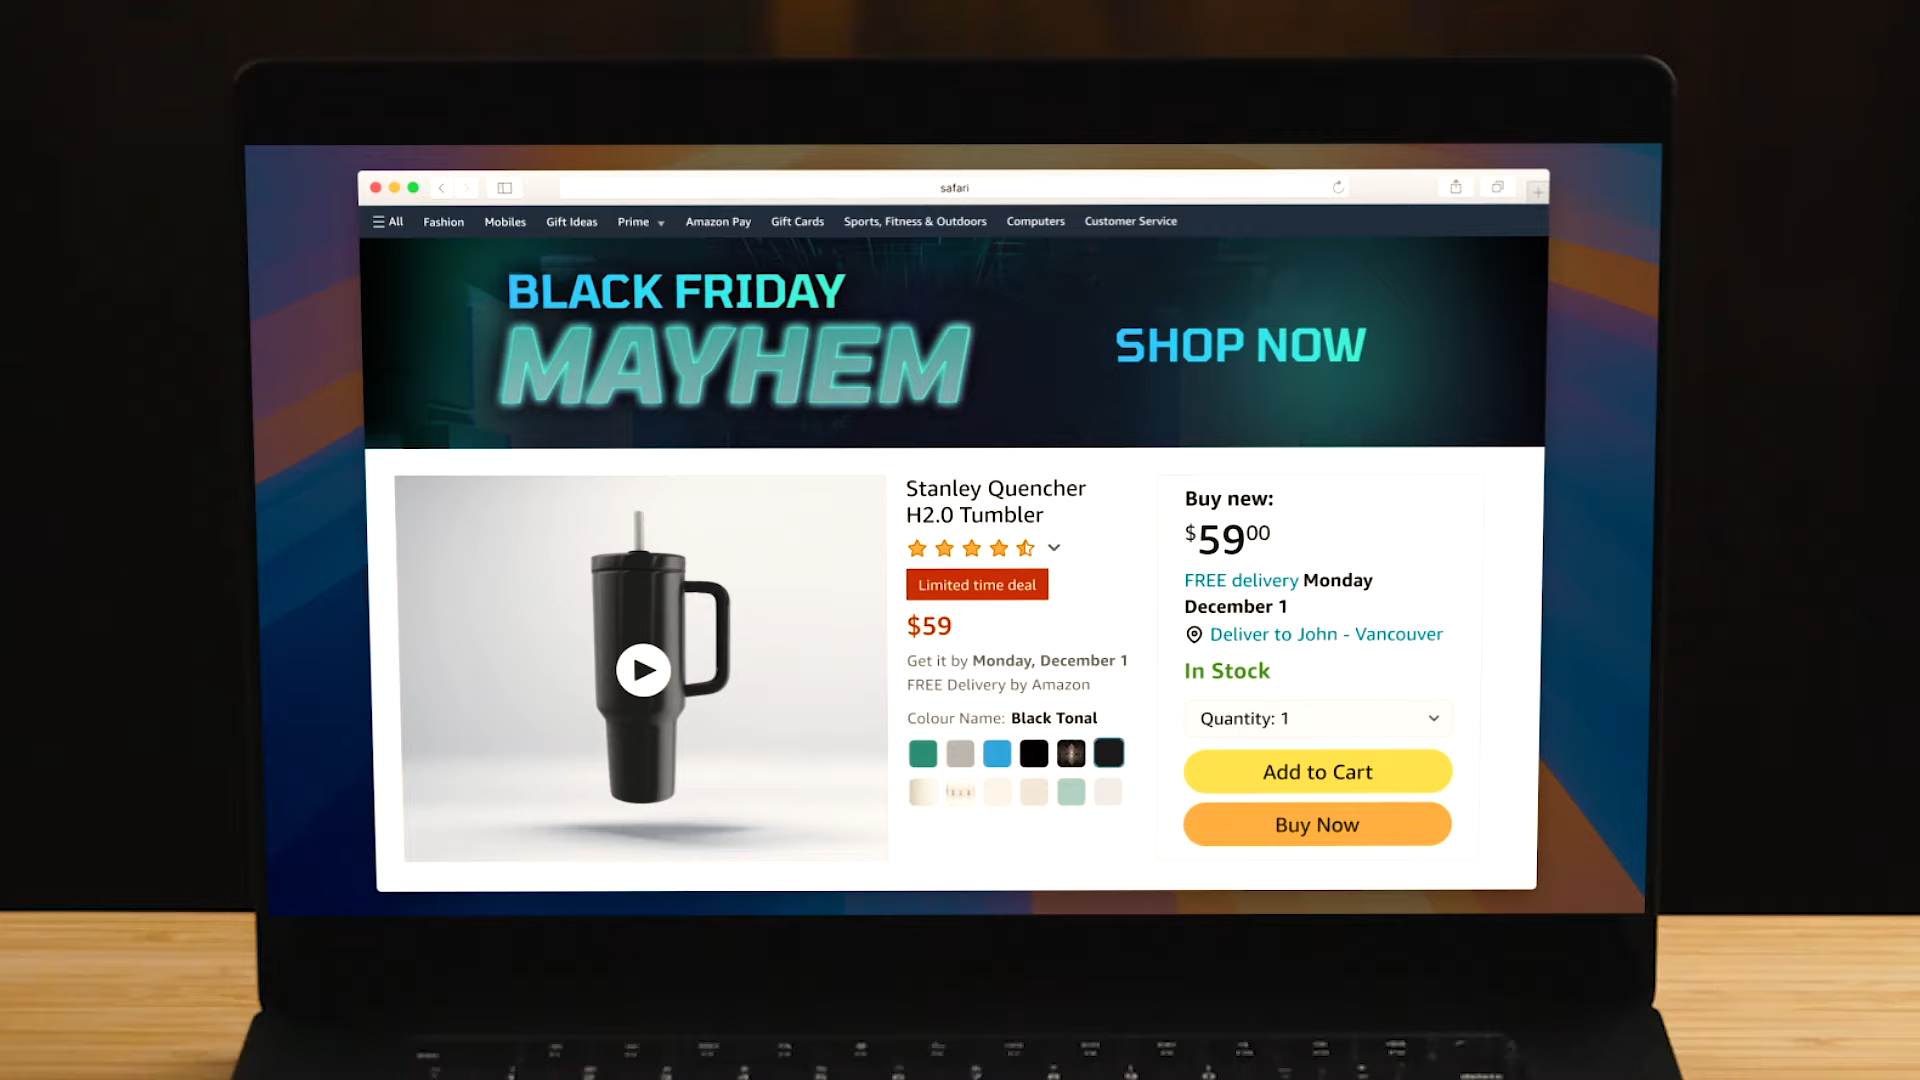 safari
All Fashion Mobiles Gift Ideas Prime Amazon Pay Gift Cards Sports, Fitness & Outdoors Computers Customer Service
BLACK FRIDAY
MAYHEM
SHOP NOW
Stanley Quencher
H2.0 Tumbler
Limited time deal
$59
Get it by Monday, December 1
FREE Delivery by Amazon
Colour Name: Black Tonal
Buy new:
$5900
FREE delivery Monday
December 1
Deliver to John - Vancouver
In Stock
Quantity: 1
Add to Cart
Buy Now